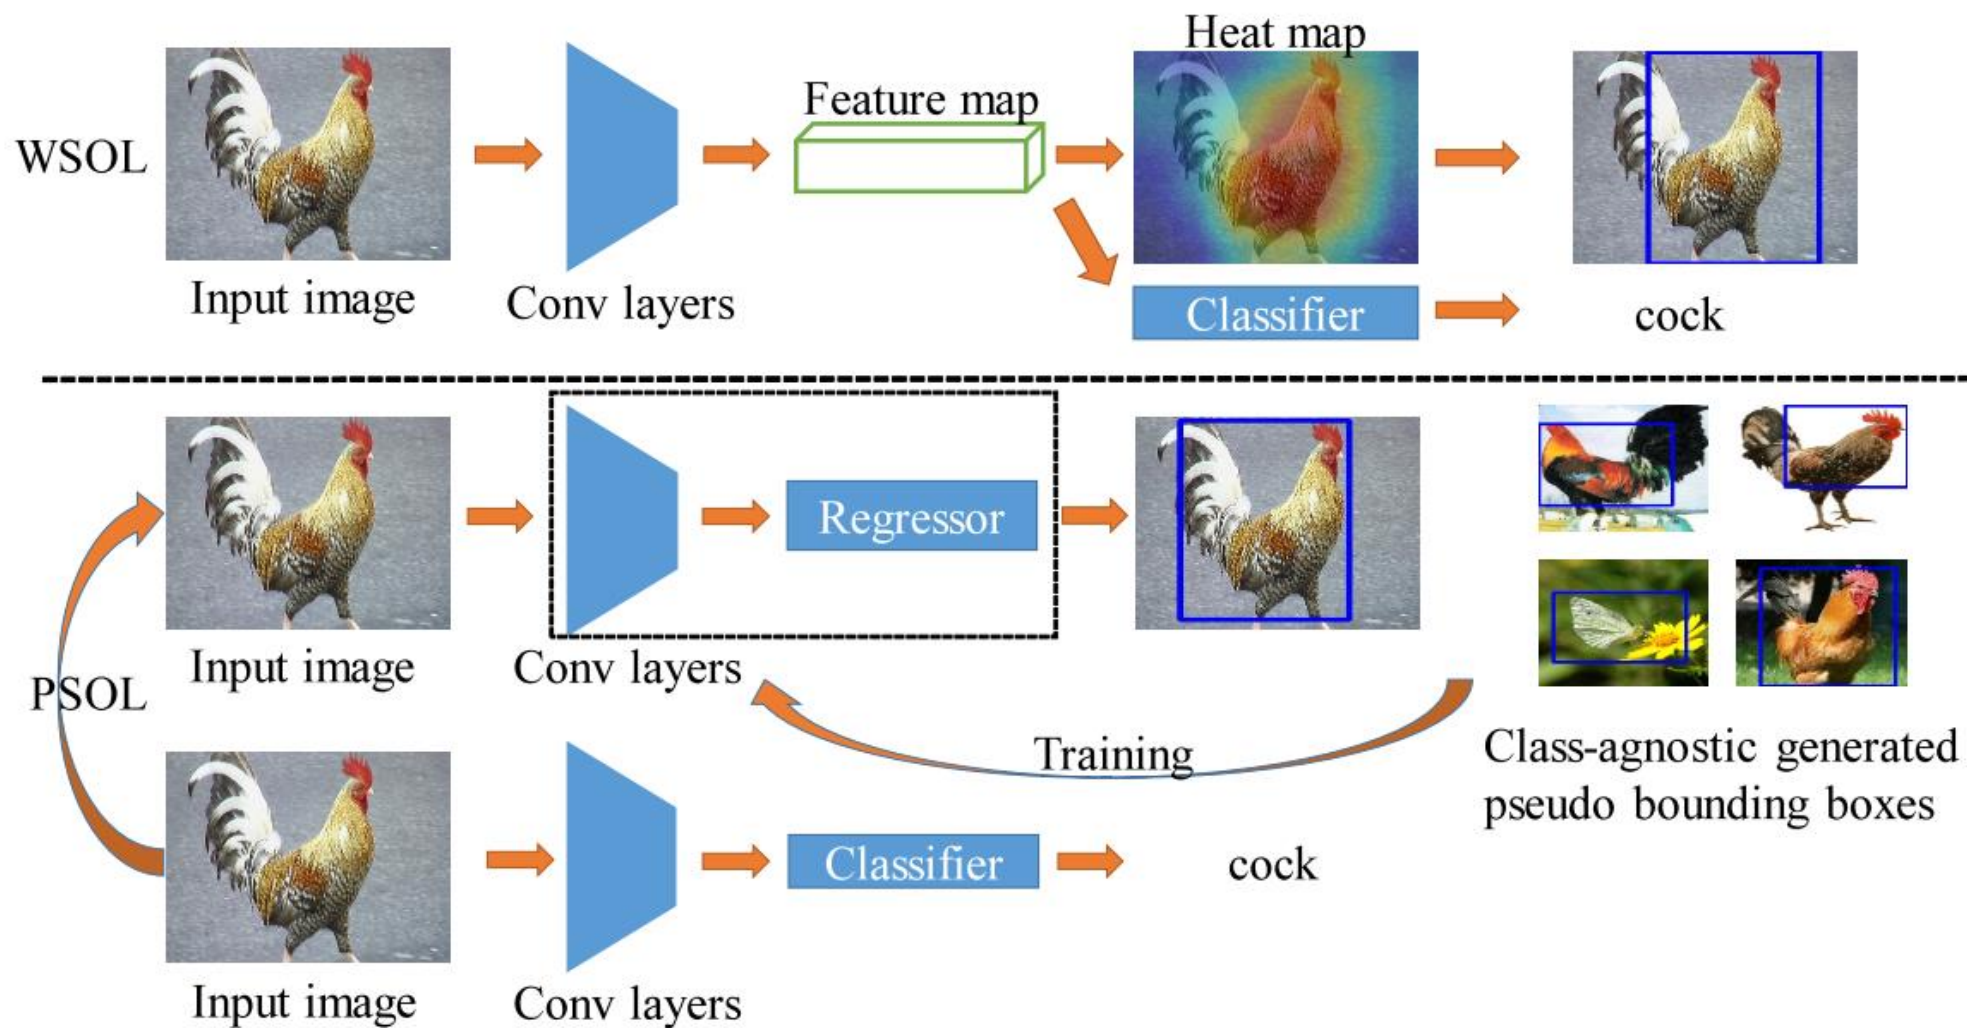 Heat map
Feature map
WSOL
Input image
Conv layers
Classifier
cock
Regressor
Input image
Conv layers
PSOL
Training
Class-agnostic generated
pseudo bounding boxes
Classifier
cock
Input image
Conv layers